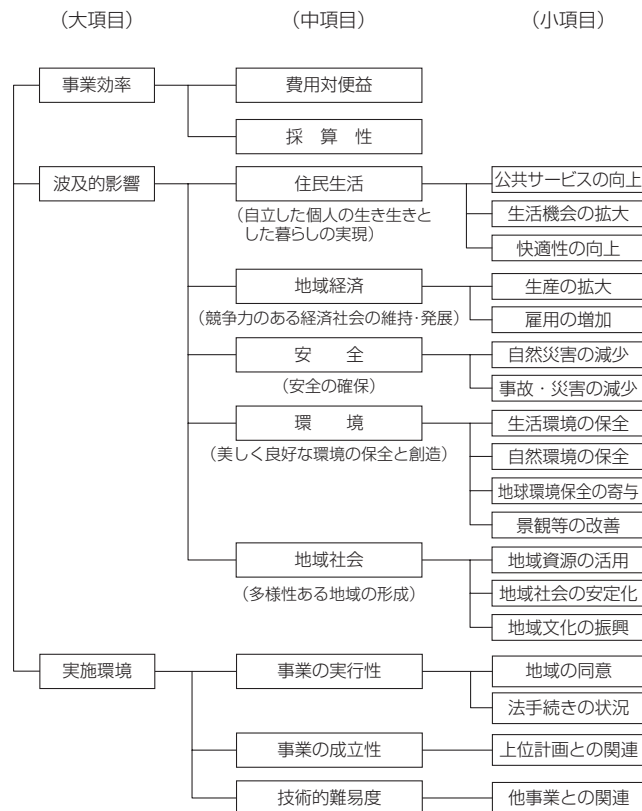 （大項目）
（中項目）
（小項目）
事業効率
費用対便益
採　算　性
波及的影響
住民生活
（自立した個人の生き生きと
した暮らしの実現）
公共サービスの向上
生活機会の拡大
快適性の向上
地域経済
（競争力のある経済社会の維持・発展）
生産の拡大
雇用の増加
安　　全
（安全の確保）
自然災害の減少
事故・災害の減少
環　　境
（美しく良好な環境の保全と創造）
生活環境の保全
自然環境の保全
地球環境保全の寄与
景観等の改善
地域社会
（多様性ある地域の形成）
地域資源の活用
地域社会の安定化
地域文化の振興
実施環境
事業の実行性
地域の同意
法手続きの状況
事業の成立性
上位計画との関連
技術的難易度
他事業との関連